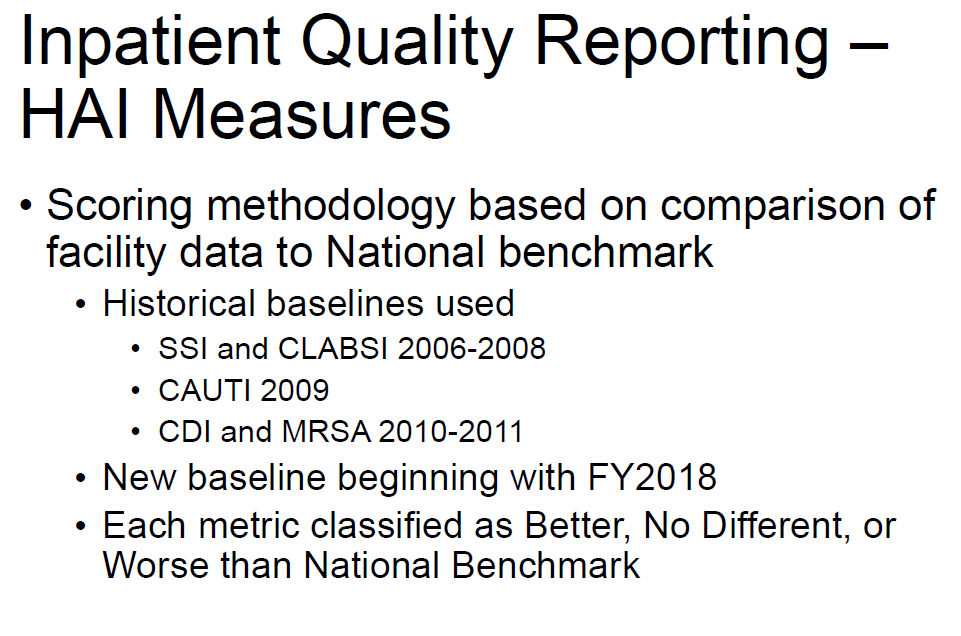 Inpatient Quality Reporting –
HAI Measures
• Scoring methodology based on comparison of
facility data to National benchmark
• Historical baselines used
• SSI and CLABSI 2006-2008
• CAUTI 2009
• CDI and MRSA 2010-2011
• New baseline beginning with FY2018
• Each metric classified as Better, No Different, or
Worse than National Benchmark